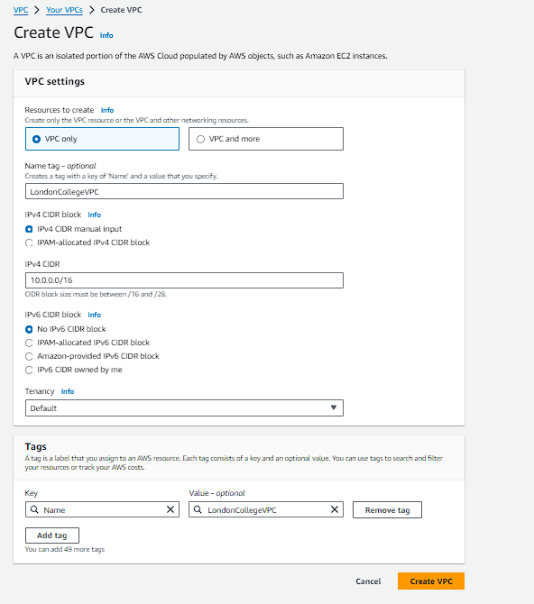 VPC > Your VPCs > Create VPC
Create VPC Info
A VPC is an isolated portion of the AWS Cloud populated by AWS objects, such as Amazon EC2 instances.
VPC settings
Resources to create Info
Create only the VPC resource or the VPC and other networking resources.
VPC only
VPC and more
Name tag - optional
Creates a tag with a key of 'Name' and a value that you specify.
LondonCollegeVPC
IPv4 CIDR block Info
IPv4 CIDR manual input
IPAM-allocated IPv4 CIDR block
IPv4 CIDR
10.0.0.0/16
CIDR block size must be between /16 and /28.
IPv6 CIDR block Info
No IPv6 CIDR block
IPAM-allocated IPv6 CIDR block
Amazon-provided IPv6 CIDR block
IPv6 CIDR owned by me
Tenancy Info
Default
Tags
A tag is a label that you assign to an AWS resource. Each tag consists of a key and an optional value. You can use tags to search and filter
your resources or track your AWS costs.
Key
Value - optional
Name
LondonCollegeVPC
Remove tag
Add tag
You can add 49 more tags
Cancel
Create VPC